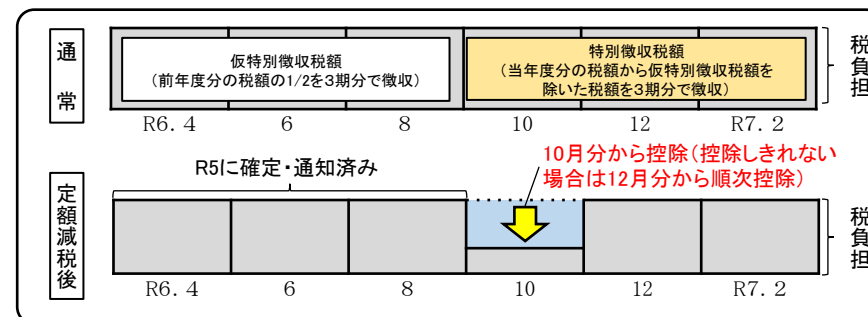 通常
仮特別徴収税額
(前年度分の税額の1/2を3期分で徴収)
特別徴収税額
(当年度分の税額から仮特別徴収税額を
除いた税額を3期分で徴収)
税負担
R6.4
6
8
10
12
R7.2
R5に確定・通知済み
10月分から控除(控除しきれない
場合は12月分から順次控除)
定額減税後
税負担
R6.4
6
8
10
12
R7.2